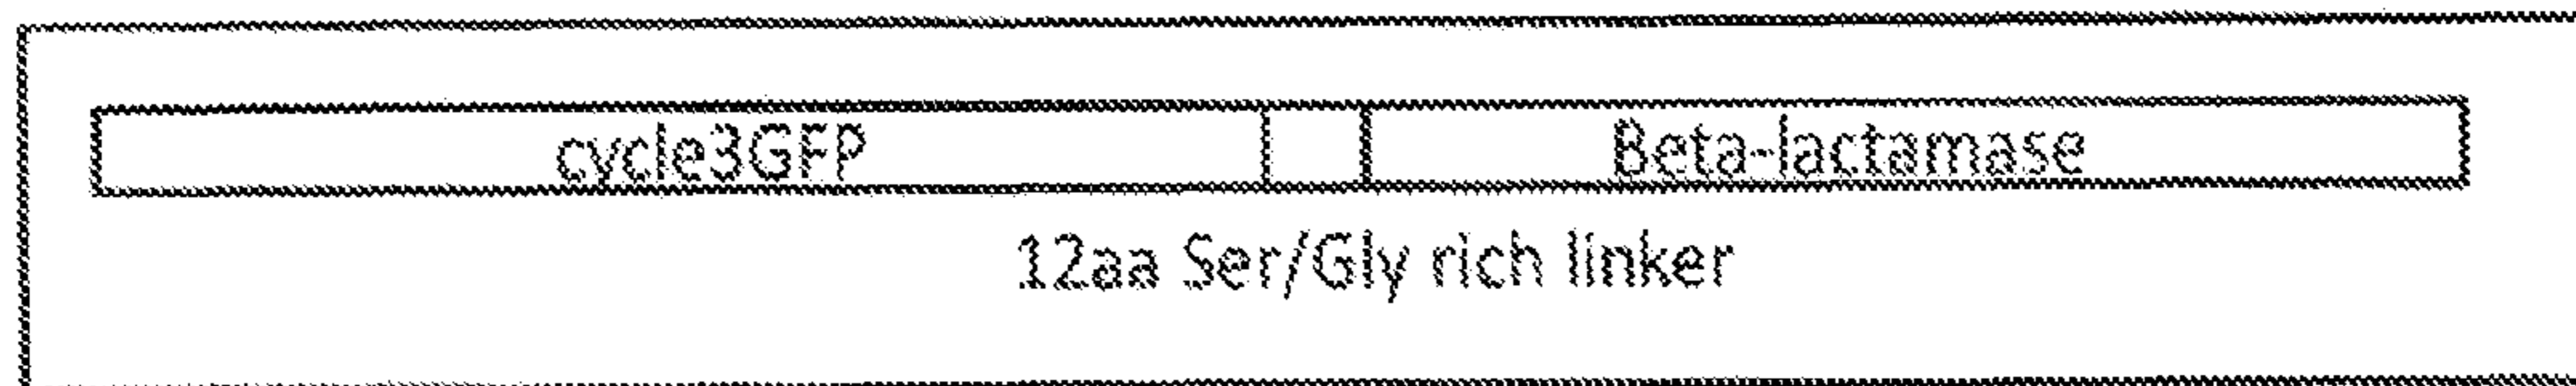 cycle3GFP Beta-lactamase
12aa Ser/Gly rich linker